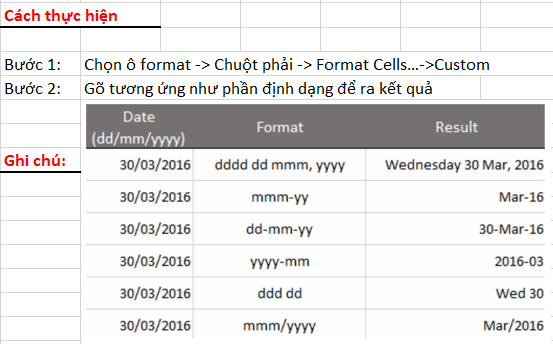 Cách thực hiện
Bước 1: Chọn ô format -> Chuột phải -> Format Cells...->Custom
Bước 2: Gõ tương ứng như phần định dạng để ra kết quả
Date (dd/mm/yyyy) Format Result
Ghi chú:
30/03/2016 dddd dd mmm, yyyy Wednesday 30 Mar, 2016
30/03/2016 mmm-yy Mar-16
30/03/2016 dd-mm-yy 30-Mar-16
30/03/2016 yyyy-mm 2016-03
30/03/2016 ddd dd Wed 30
30/03/2016 mmm/yyyy Mar/2016